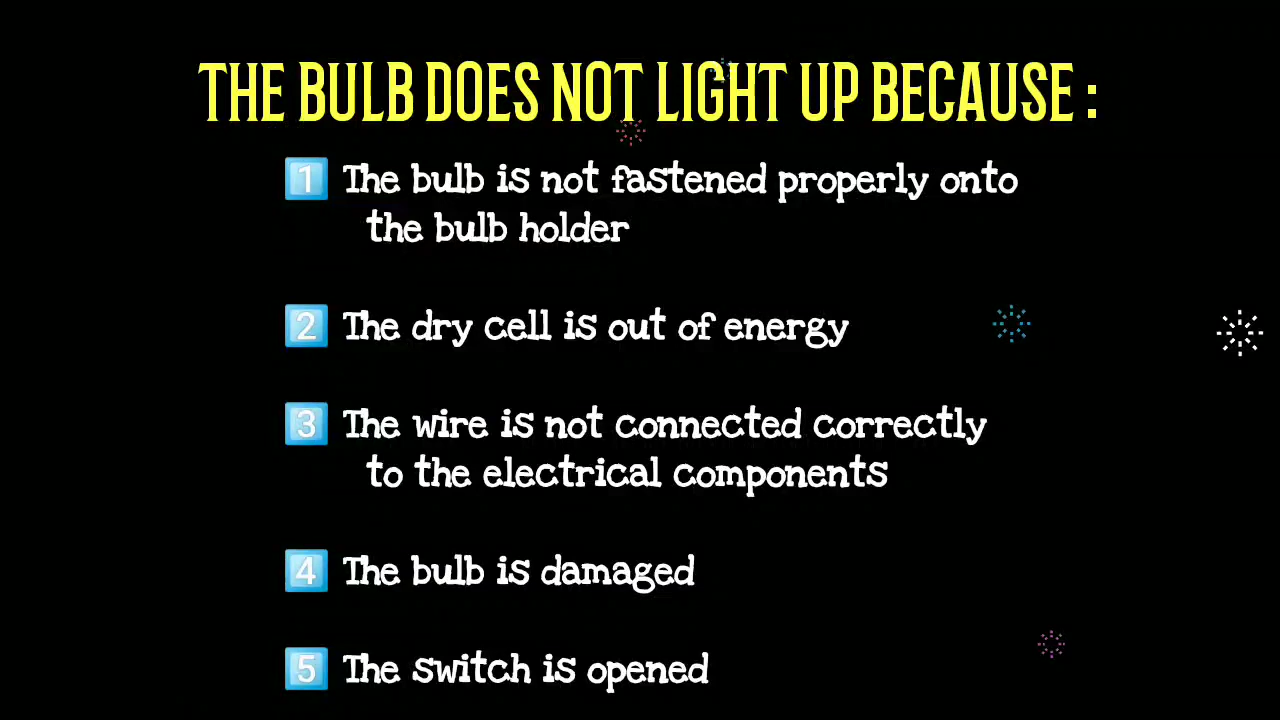 THE BULB DOES NOT LIGHT UP BECAUSE :
1 The bulb is not fastened properly onto
the bulb holder
2 The dry cell is out of energy
3 The wire is not connected correctly
to the electrical components
4 The bulb is damaged
5 The switch is opened